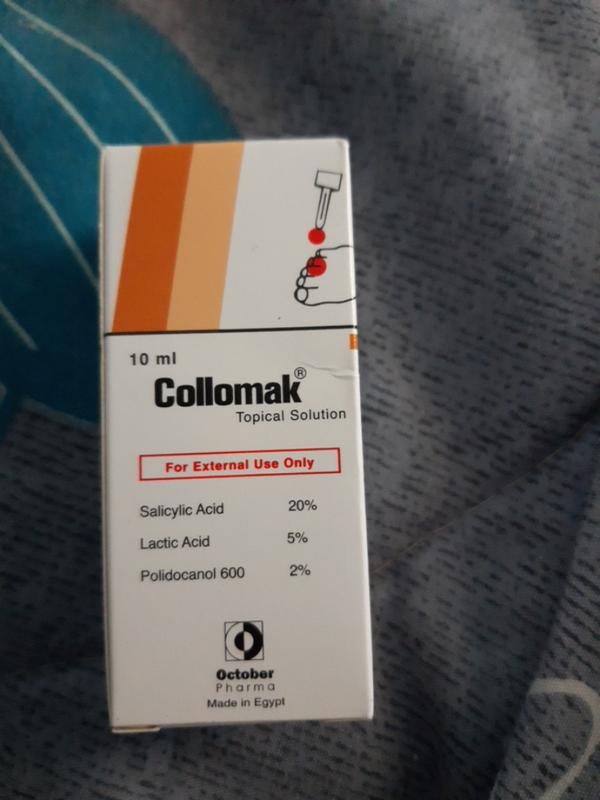 10 ml
Collomak®
Topical Solution
For External Use Only
Salicylic Acid 20%
Lactic Acid 5%
Polidocanol 600 2%
October
Pharma
Made in Egypt